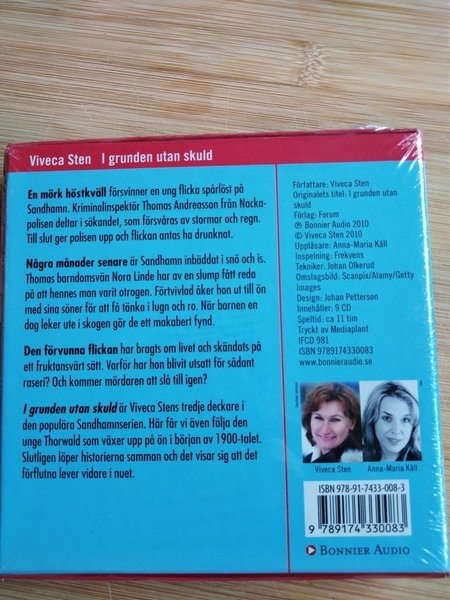 Viveca Sten I grunden utan skuld
En mörk höstkväll försvinner en ung flicka spårlöst på
Sandhamn. Kriminalinspektör Thomas Andreasson från Nacka-
polisen deltar i sökandet, som försvåras av stormar och regn.
Till slut ger polisen upp och flickan antas ha drunknat.
Några månader senare är Sandhamn inbäddat i snö och is.
Thomas barndomsvän Nora Linde har av en slump fått reda
på att hennes man varit otrogen. Förtvivlad åker hon ut till ön
med sina söner för att få tänka i lugn och ro. När barnen en
dag leker ute i skogen gör de ett makabert fynd.
Den förvunna flickan har bragts om livet och skändats på
ett fruktansvärt sätt. Varför har hon blivit utsatt för sådant
raseri? Och kommer mördaren att slå till igen?
I grunden utan skuld är Viveca Stens tredje deckare i
den populära Sandhamnserien. Här får vi även följa den
unge Thorwald som växer upp på ön i början av 1900-talet.
Slutligen löper historierna samman och det visar sig att det
förflutna lever vidare i nuet.
Författare: Viveca Sten
Originalets titel: I grunden utan
skuld
Förlag: Forum
℗ Bonnier Audio 2010
© Viveca Sten 2010
Uppläsare: Anna-Maria Käll
Inspelning: Frekvens
Tekniker: Johan Olkerud
Omslagsbild: Scanpix/Alamy/Getty
Images
Design: Johan Petterson
Innehåller: 9 CD
Speltid: ca 11 tim
Tryckt av Mediaplant
IFCD 981
ISBN 9789174330083
www.bonnieraudio.se
Viveca Sten
Anna-Maria Käll
ISBN 978-91-7433-008-3
9 789174 330083
BONNIER AUDIO